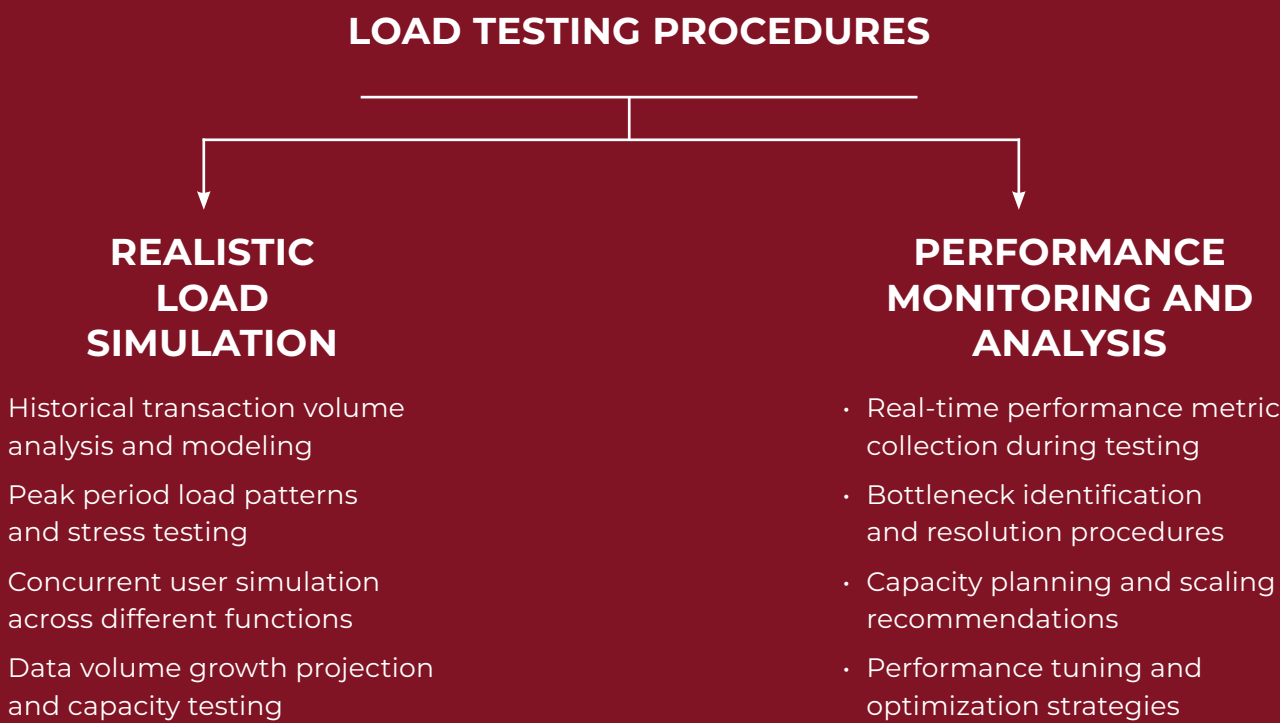 LOAD TESTING PROCEDURES
REALISTIC
LOAD
SIMULATION
Historical transaction volume
analysis and modeling
Peak period load patterns
and stress testing
Concurrent user simulation
across different functions
Data volume growth projection
and capacity testing
PERFORMANCE
MONITORING AND
ANALYSIS
• Real-time performance metric
collection during testing
• Bottleneck identification
and resolution procedures
• Capacity planning and scaling
recommendations
• Performance tuning and
optimization strategies